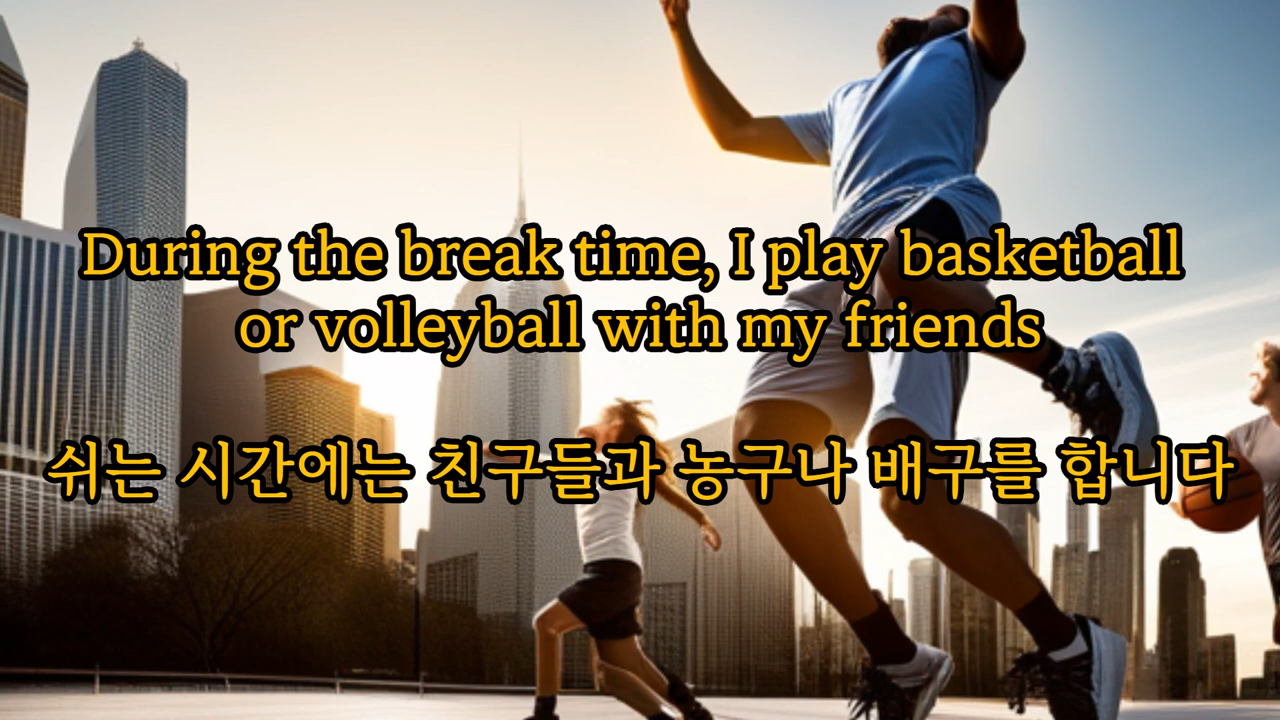 During the break time, I play basketball
or volleyball with my friends
쉬는 시간에는 친구들과 농구나 배구를 합니다